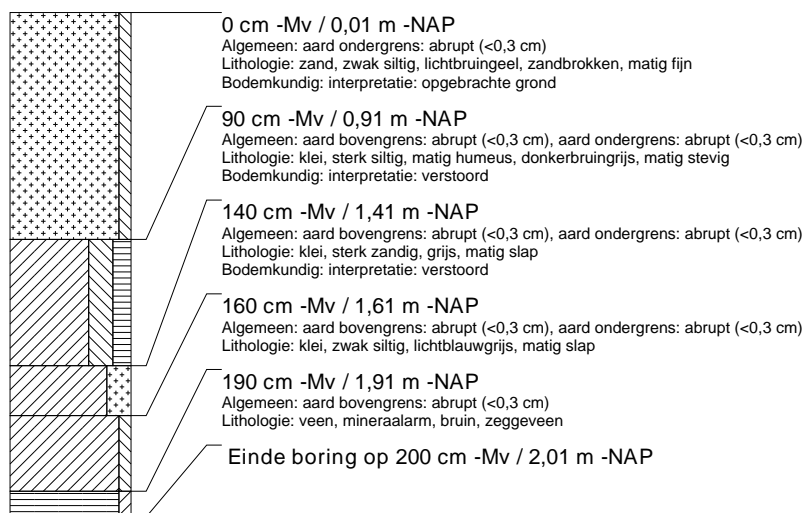 0 cm -Mv / 0,01 m -NAP
Algemeen: aard ondergrens: abrupt (<0,3 cm)
Lithologie: zand, zwak siltig, lichtbruingeel, zandbrokken, matig fijn
Bodemkundig: interpretatie: opgebrachte grond
90 cm -Mv / 0,91 m -NAP
Algemeen: aard bovengrens: abrupt (<0,3 cm), aard ondergrens: abrupt (<0,3 cm)
Lithologie: klei, sterk siltig, matig humeus, donkerbruingrijs, matig stevig
Bodemkundig: interpretatie: verstoord
140 cm -Mv / 1,41 m -NAP
Algemeen: aard bovengrens: abrupt (<0,3 cm), aard ondergrens: abrupt (<0,3 cm)
Lithologie: klei, sterk zandig, grijs, matig slap
Bodemkundig: interpretatie: verstoord
160 cm -Mv / 1,61 m -NAP
Algemeen: aard bovengrens: abrupt (<0,3 cm), aard ondergrens: abrupt (<0,3 cm)
Lithologie: klei, zwak siltig, lichtblauwgrijs, matig slap
190 cm -Mv / 1,91 m -NAP
Algemeen: aard bovengrens: abrupt (<0,3 cm)
Lithologie: veen, mineraalarm, bruin, zeggeveen
Einde boring op 200 cm -Mv / 2,01 m -NAP